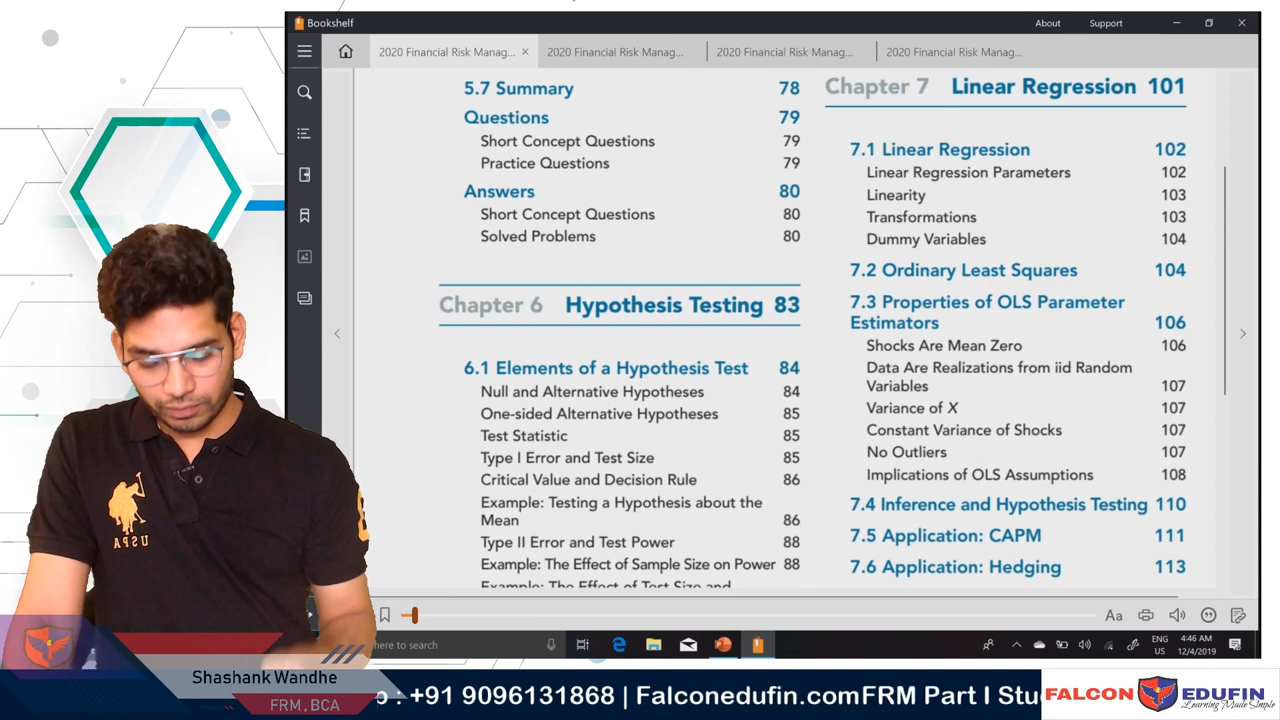 Bookshelf
About
Support
2020 Financial Risk Manag...
2020 Financial Risk Manag...
2020 Financial Risk Manag...
2020 Financial Risk Manag...
5.7 Summary 78
Questions 79
Short Concept Questions 79
Practice Questions 79
Answers 80
Short Concept Questions 80
Solved Problems 80
Chapter 6 Hypothesis Testing 83
6.1 Elements of a Hypothesis Test 84
Null and Alternative Hypotheses 84
One-sided Alternative Hypotheses 85
Test Statistic 85
Type I Error and Test Size 85
Critical Value and Decision Rule 86
Example: Testing a Hypothesis about the
Mean 86
Type II Error and Test Power 88
Example: The Effect of Sample Size on Power 88
Example: The Effect of Test Size and
Chapter 7 Linear Regression 101
7.1 Linear Regression 102
Linear Regression Parameters 102
Linearity 103
Transformations 103
Dummy Variables 104
7.2 Ordinary Least Squares 104
7.3 Properties of OLS Parameter
Estimators 106
Shocks Are Mean Zero 106
Data Are Realizations from iid Random
Variables 107
Variance of X 107
Constant Variance of Shocks 107
No Outliers 107
Implications of OLS Assumptions 108
7.4 Inference and Hypothesis Testing 110
7.5 Application: CAPM 111
7.6 Application: Hedging 113
Aa
here to search
ENG
US
4:46 AM
12/4/2019
USPA
Shashank Wandhe
FRM, BCA
p : +91 9096131868 | Falconedufin.comFRM Part I Stu
FALCON EDUFIN
Learning Made Simple